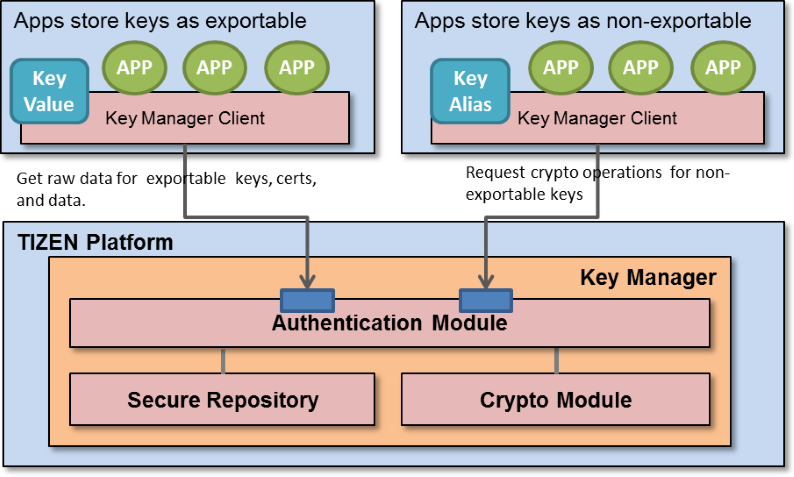 Apps store keys as exportable
APP APP APP
Key
Value
Key Manager Client
Apps store keys as non-exportable
APP APP APP
Key
Alias
Key Manager Client
Get raw data for exportable keys, certs,
and data.
Request crypto operations for non-
exportable keys
TIZEN Platform
Key Manager
Authentication Module
Secure Repository
Crypto Module